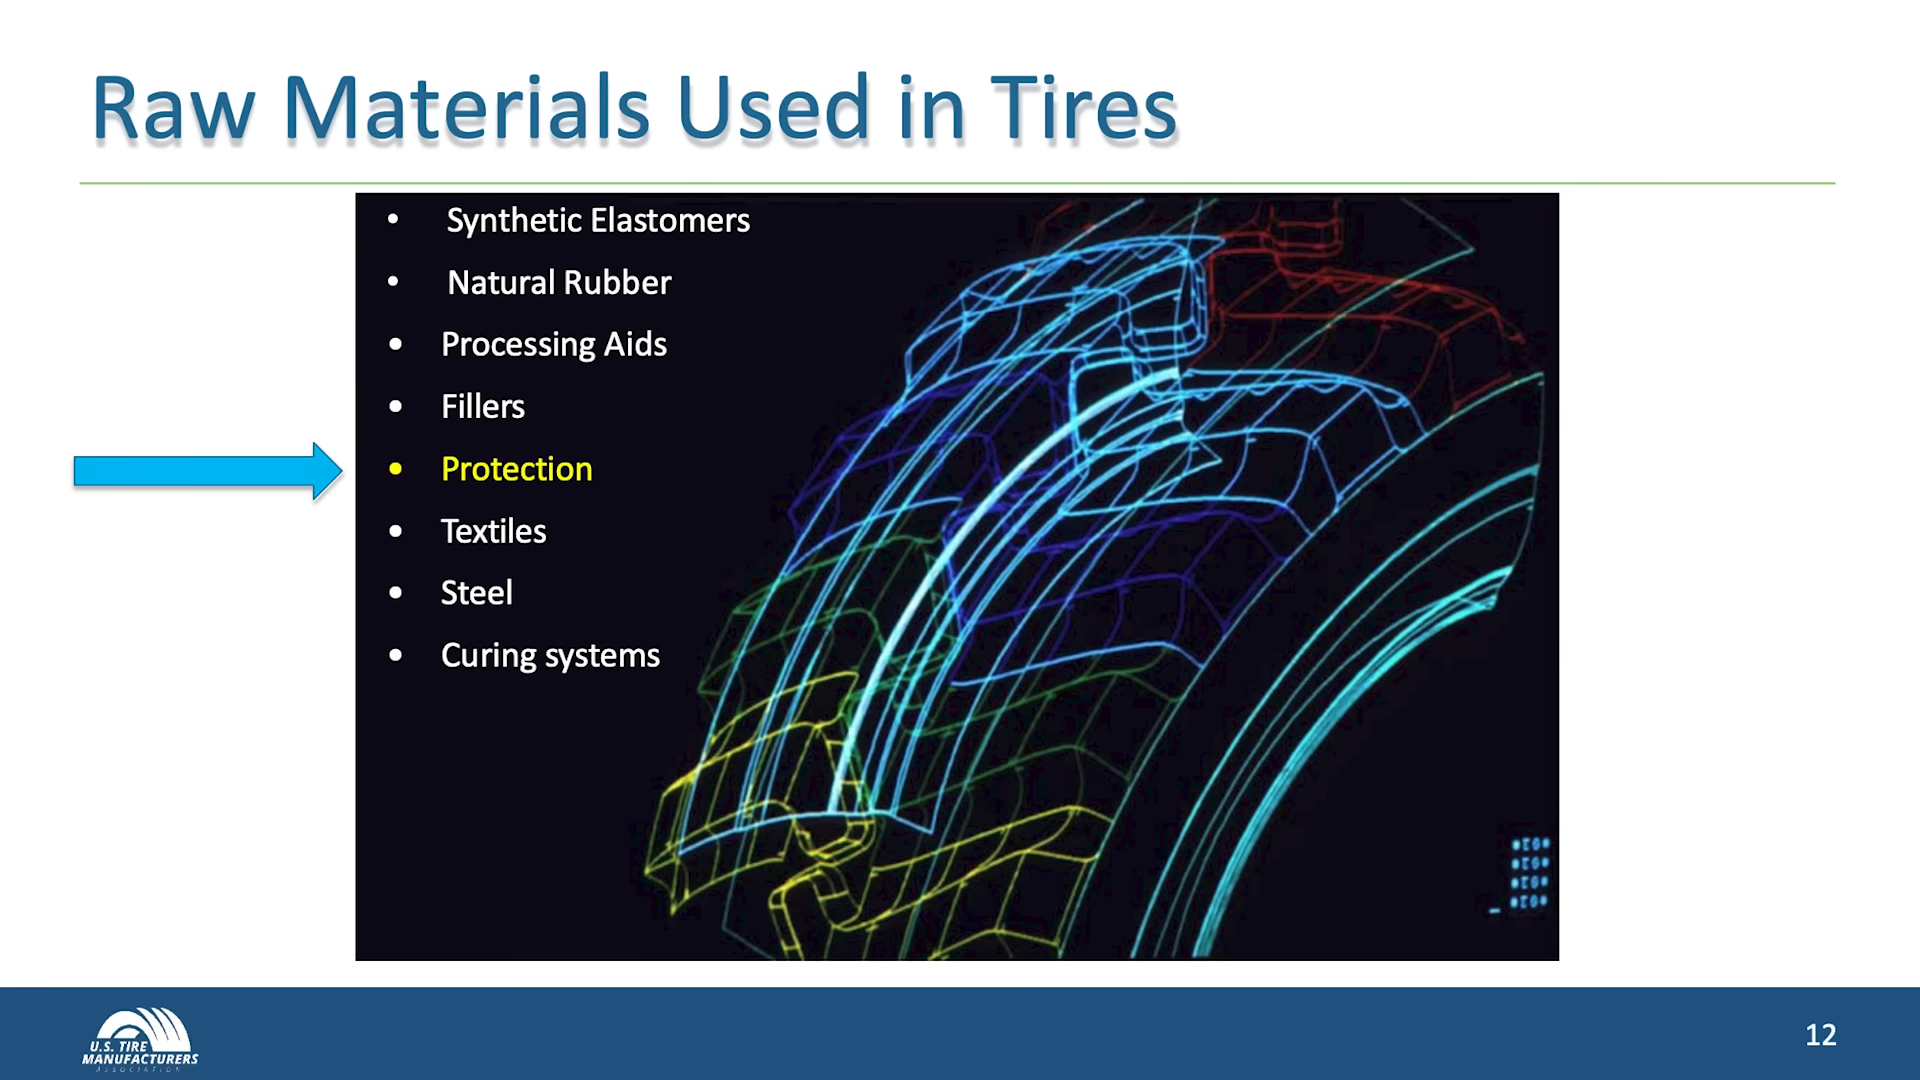 Raw Materials Used in Tires
• Synthetic Elastomers
• Natural Rubber
• Processing Aids
• Fillers
• Protection
• Textiles
• Steel
• Curing systems
U.S. TIRE
MANUFACTURERS
ASSOCIATION
12